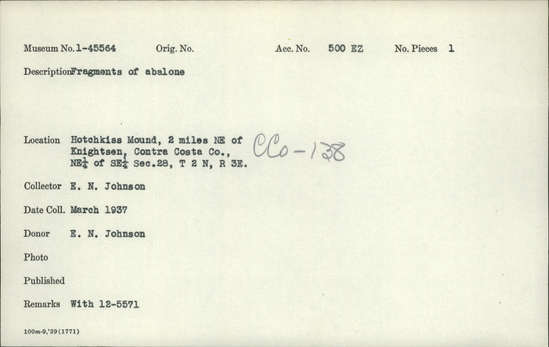 Museum No. 1-45564 Orig. No. Acc. No. 500 EZ No. Pieces 1
Description Fragments of abalone
Location Hotchkiss Mound, 2 miles NE of
Knightsen, Contra Costa Co., CCo-138
NE¼ of SE¼ Sec.28, T 2 N, R 3E.
Collector E. N. Johnson
Date Coll. March 1937
Donor E. N. Johnson
Photo
Published
Remarks With 12-5571
100m-9,'39(1771)